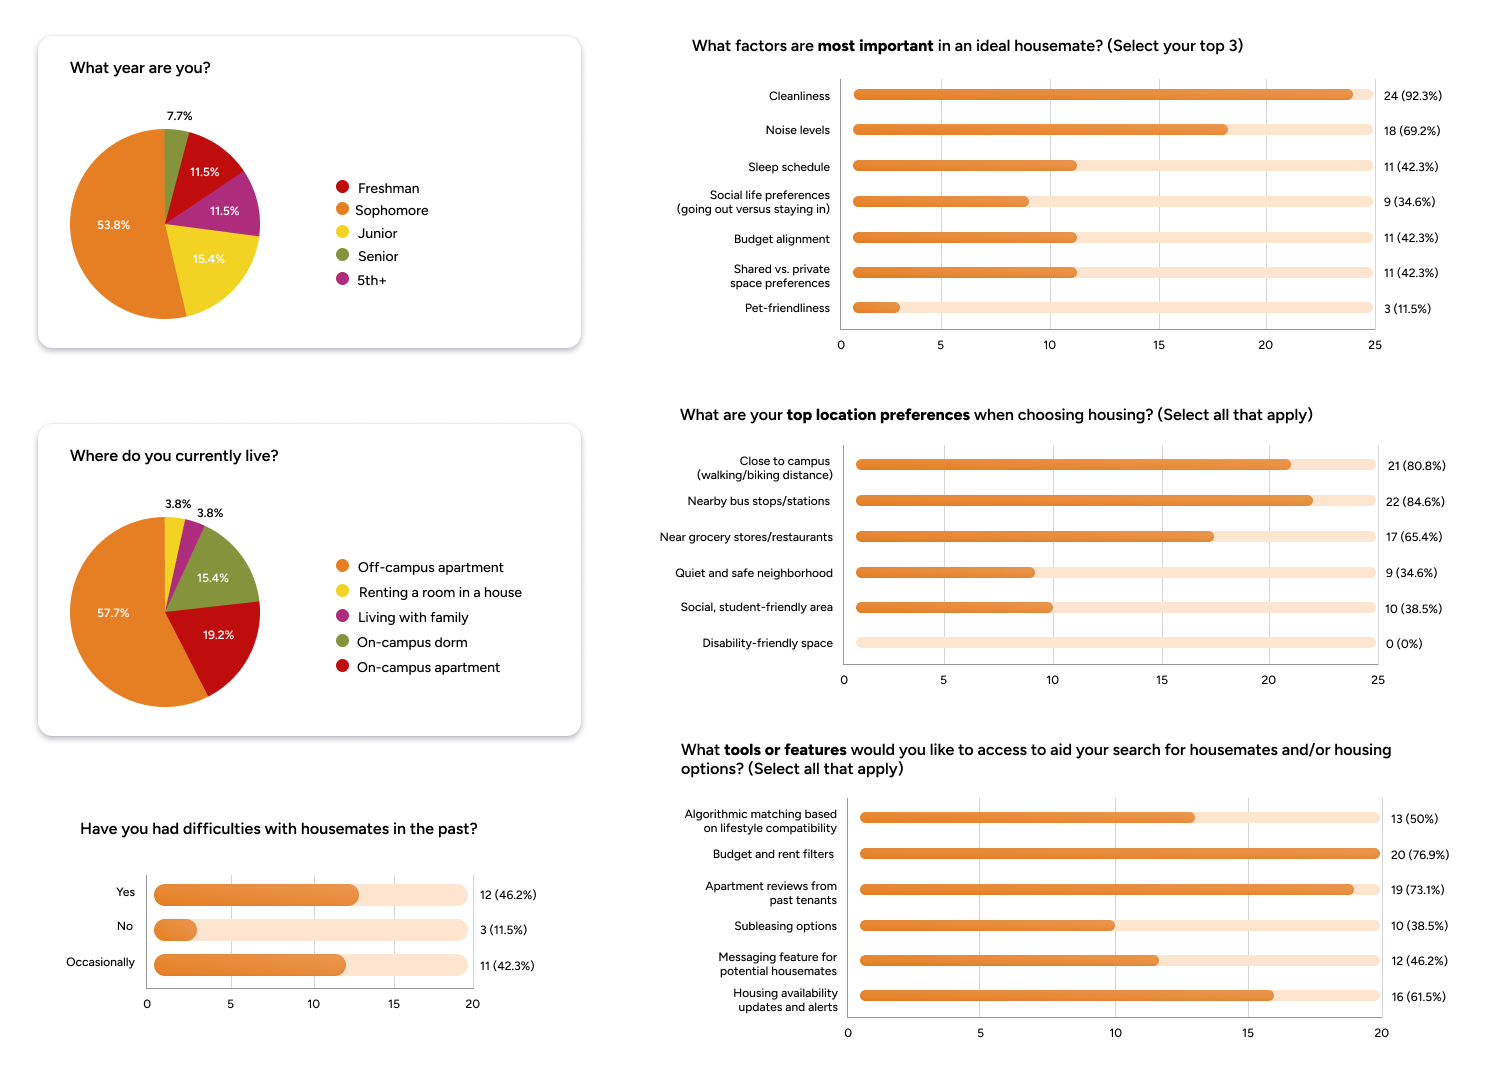 What year are you?
7.7%
11.5%
11.5%
53.8%
15.4%
Freshman
Sophomore
Junior
Senior
5th+
Where do you currently live?
3.8%
3.8%
15.4%
57.7%
19.2%
Off-campus apartment
Renting a room in a house
Living with family
On-campus dorm
On-campus apartment
Have you had difficulties with housemates in the past?
Yes
12 (46.2%)
No
3 (11.5%)
Occasionally
11 (42.3%)
0 5 10 15 20
What factors are most important in an ideal housemate? (Select your top 3)
Cleanliness
24 (92.3%)
Noise levels
18 (69.2%)
Sleep schedule
11 (42.3%)
Social life preferences
(going out versus staying in)
9 (34.6%)
Budget alignment
11 (42.3%)
Shared vs. private
space preferences
11 (42.3%)
Pet-friendliness
3 (11.5%)
0 5 10 15 20 25
What are your top location preferences when choosing housing? (Select all that apply)
Close to campus
(walking/biking distance)
21 (80.8%)
Nearby bus stops/stations
22 (84.6%)
Near grocery stores/restaurants
17 (65.4%)
Quiet and safe neighborhood
9 (34.6%)
Social, student-friendly area
10 (38.5%)
Disability-friendly space
0 (0%)
0 5 10 15 20 25
What tools or features would you like to access to aid your search for housemates and/or housing
options? (Select all that apply)
Algorithmic matching based
on lifestyle compatibility
13 (50%)
Budget and rent filters
20 (76.9%)
Apartment reviews from
past tenants
19 (73.1%)
Subleasing options
10 (38.5%)
Messaging feature for
potential housemates
12 (46.2%)
Housing availability
updates and alerts
16 (61.5%)
0 5 10 15 20